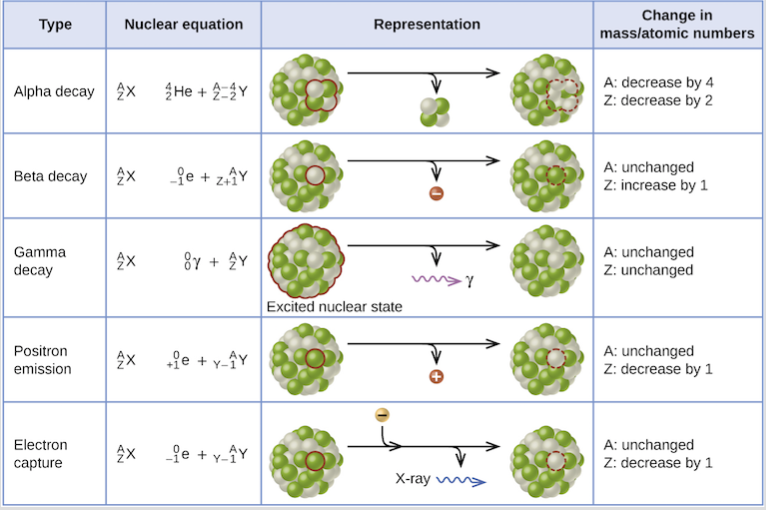 Type Nuclear equation Representation Change in
mass/atomic numbers
Alpha decay A/Z X 4/2 He + A–4/Z–2 Y A: decrease by 4
Z: decrease by 2
Beta decay A/Z X 0/–1 e + A/Z+1 Y – A: unchanged
Z: increase by 1
Gamma
decay A/Z X 0/0 γ + A/Z Y γ A: unchanged
Z: unchanged
Excited nuclear state
Positron
emission A/Z X 0/+1 e + A/Y–1 Y + A: unchanged
Z: decrease by 1
Electron
capture A/Z X 0/–1 e + A/Y–1 Y – X-ray A: unchanged
Z: decrease by 1